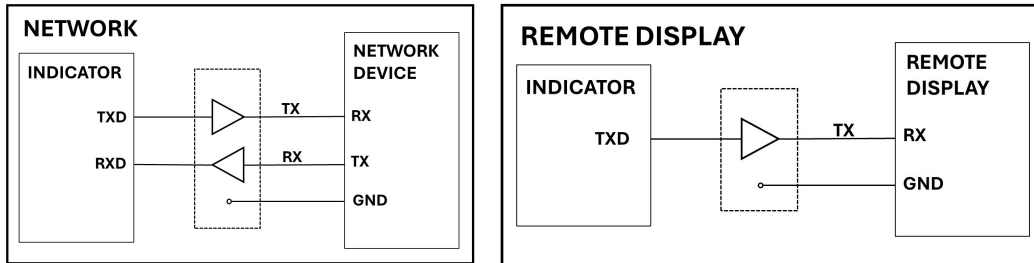 NETWORK
INDICATOR
NETWORK
DEVICE
TXD
TX
RX
RXD
RX
TX
GND
REMOTE DISPLAY
INDICATOR
REMOTE
DISPLAY
TXD
TX
RX
GND